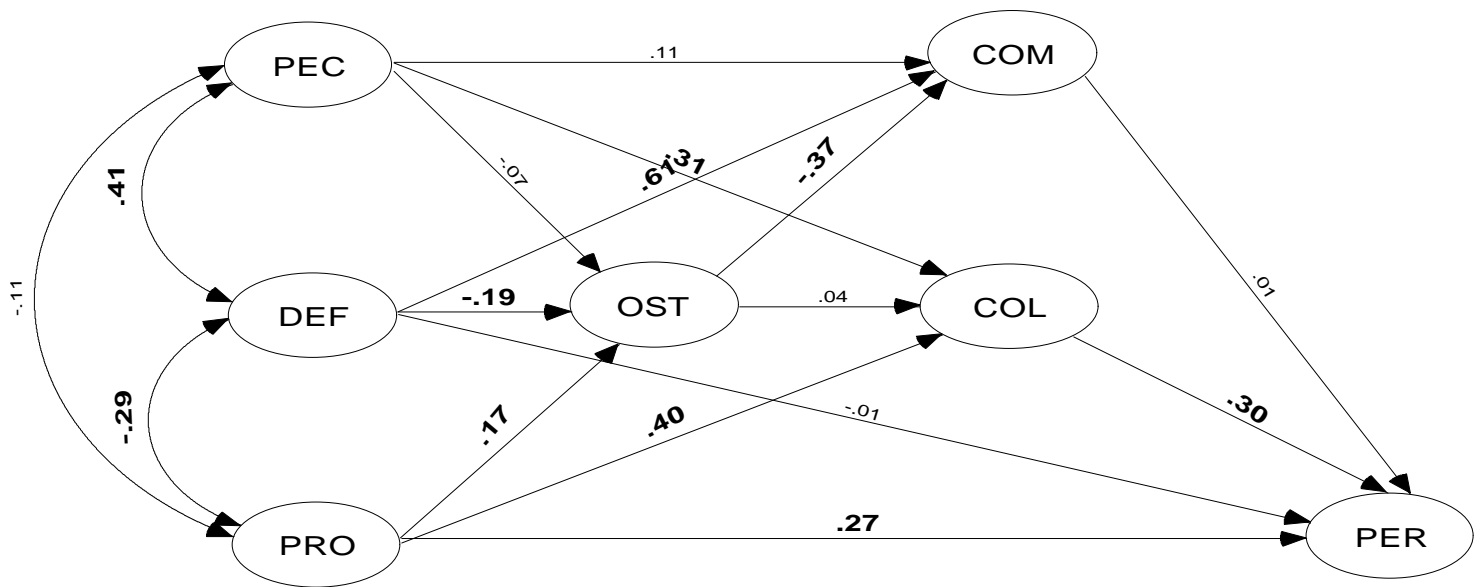 PEC
COM
.11
.41
-.07
.61
.31
-.37
-.11
DEF
-.19
OST
.04
COL
.01
-.29
.17
.40
-.01
.30
PRO
.27
PER